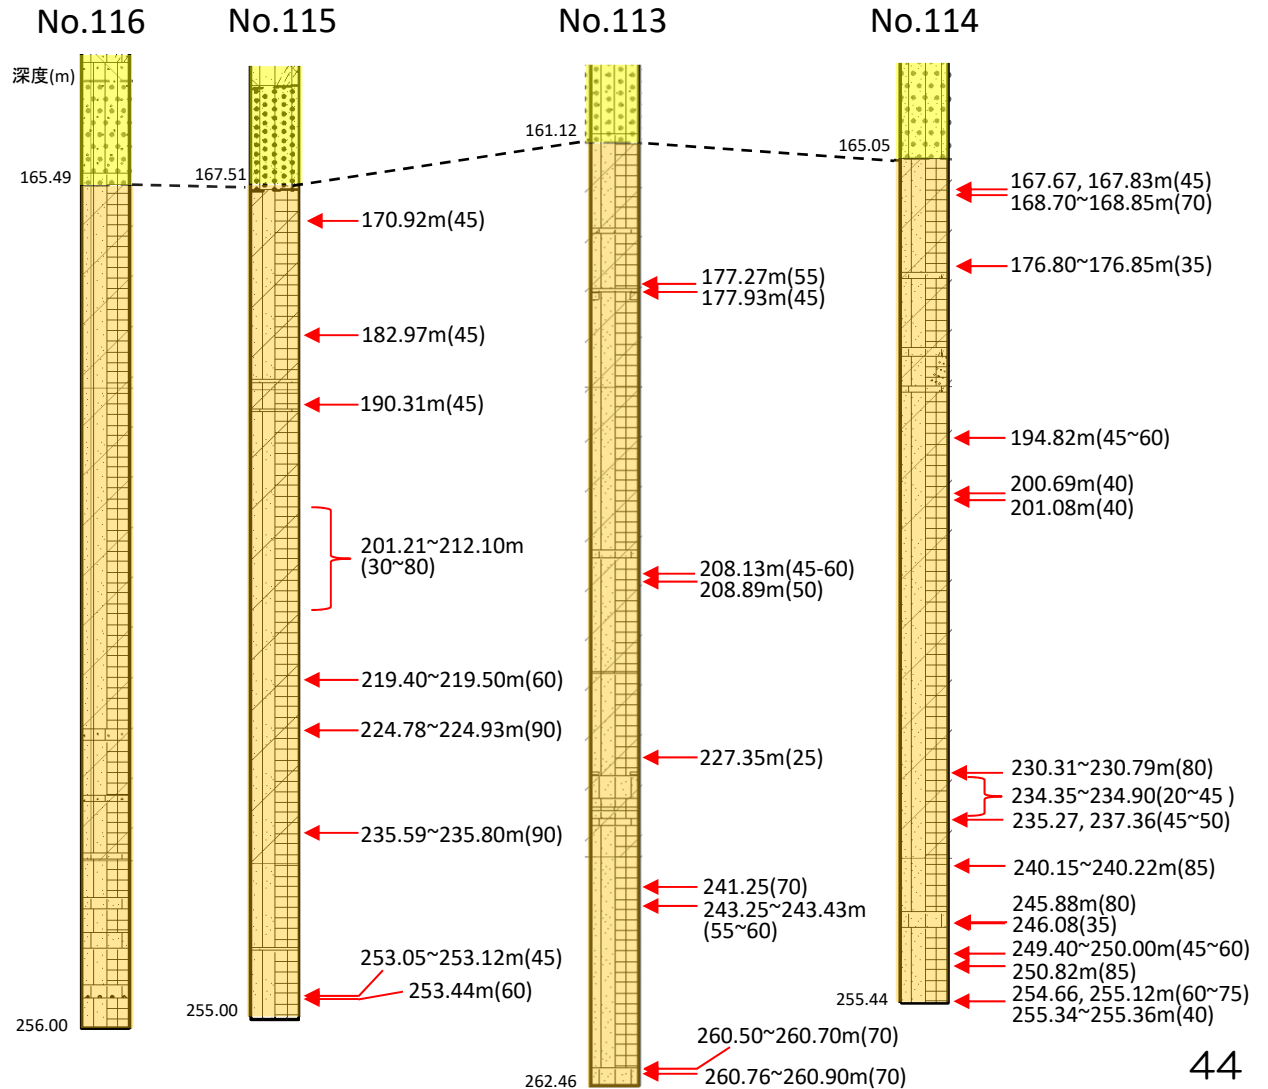 No.116
No.115
No.113
No.114
深度(m)
165.49
167.51
161.12
165.05
170.92m(45)
182.97m(45)
190.31m(45)
201.21~212.10m
(30~80)
219.40~219.50m(60)
224.78~224.93m(90)
235.59~235.80m(90)
253.05~253.12m(45)
253.44m(60)
256.00
255.00
177.27m(55)
177.93m(45)
208.13m(45-60)
208.89m(50)
227.35m(25)
241.25(70)
243.25~243.43m
(55~60)
260.50~260.70m(70)
260.76~260.90m(70)
262.46
167.67, 167.83m(45)
168.70~168.85m(70)
176.80~176.85m(35)
194.82m(45~60)
200.69m(40)
201.08m(40)
230.31~230.79m(80)
234.35~234.90(20~45 )
235.27, 237.36(45~50)
240.15~240.22m(85)
245.88m(80)
246.08(35)
249.40~250.00m(45~60)
250.82m(85)
254.66, 255.12m(60~75)
255.34~255.36m(40)
255.44
44